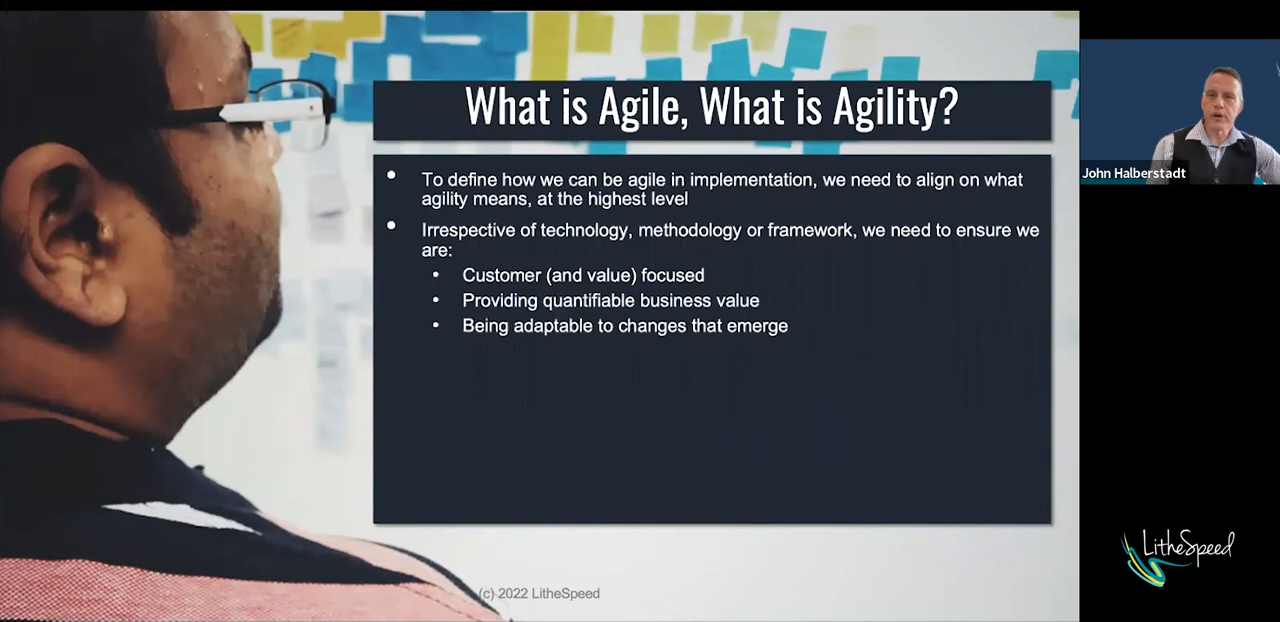 What is Agile, What is Agility?
• To define how we can be agile in implementation, we need to align on what
agility means, at the highest level
• Irrespective of technology, methodology or framework, we need to ensure we
are:
• Customer (and value) focused
• Providing quantifiable business value
• Being adaptable to changes that emerge
(c) 2022 LitheSpeed
John Halberstadt
LitheSpeed